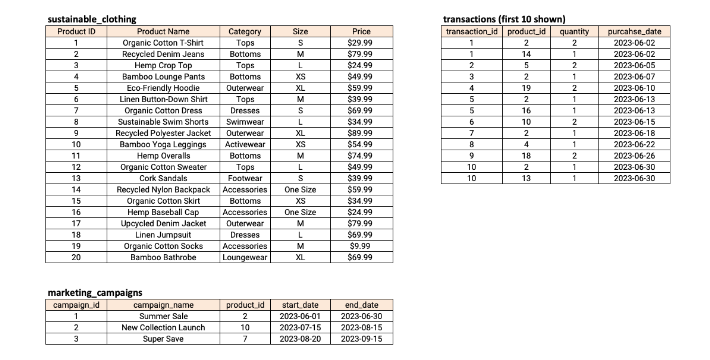 sustainable_clothing
Product ID Product Name Category Size Price
1 Organic Cotton T-Shirt Tops S $29.99
2 Recycled Denim Jeans Bottoms M $79.99
3 Hemp Crop Top Tops L $24.99
4 Bamboo Lounge Pants Bottoms XS $49.99
5 Eco-Friendly Hoodie Outerwear XL $59.99
6 Linen Button-Down Shirt Tops M $39.99
7 Organic Cotton Dress Dresses S $69.99
8 Sustainable Swim Shorts Swimwear L $34.99
9 Recycled Polyester Jacket Outerwear XL $89.99
10 Bamboo Yoga Leggings Activewear XS $54.99
11 Hemp Overalls Bottoms M $74.99
12 Organic Cotton Sweater Tops L $49.99
13 Cork Sandals Footwear S $39.99
14 Recycled Nylon Backpack Accessories One Size $59.99
15 Organic Cotton Skirt Bottoms XS $34.99
16 Hemp Baseball Cap Accessories One Size $24.99
17 Upcycled Denim Jacket Outerwear M $79.99
18 Linen Jumpsuit Dresses L $69.99
19 Organic Cotton Socks Accessories M $9.99
20 Bamboo Bathrobe Loungewear XL $69.99
transactions (first 10 shown)
transaction_id product_id quantity purcahse_date
1 2 2 2023-06-02
1 14 1 2023-06-02
2 5 2 2023-06-05
3 2 1 2023-06-07
4 19 2 2023-06-10
5 2 1 2023-06-13
5 16 1 2023-06-13
6 10 2 2023-06-15
7 2 1 2023-06-18
8 4 1 2023-06-22
9 18 2 2023-06-26
10 2 1 2023-06-30
10 13 1 2023-06-30
marketing_campaigns
campaign_id campaign_name product_id start_date end_date
1 Summer Sale 2 2023-06-01 2023-06-30
2 New Collection Launch 10 2023-07-15 2023-08-15
3 Super Save 7 2023-08-20 2023-09-15